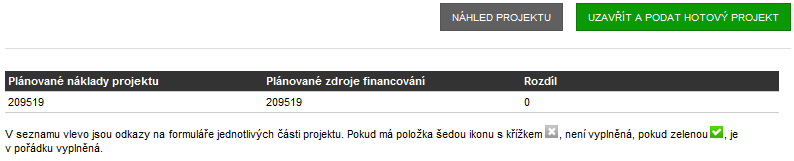 NÁHLED PROJEKTU UZAVŘÍT A PODAT HOTOVÝ PROJEKT
Plánované náklady projektu Plánované zdroje financování Rozdíl
209519 209519 0
V seznamu vlevo jsou odkazy na formuláře jednotlivých části projektu. Pokud má položka šedou ikonu s křížkem , není vyplněná, pokud zelenou , je
v pořádku vyplněná.